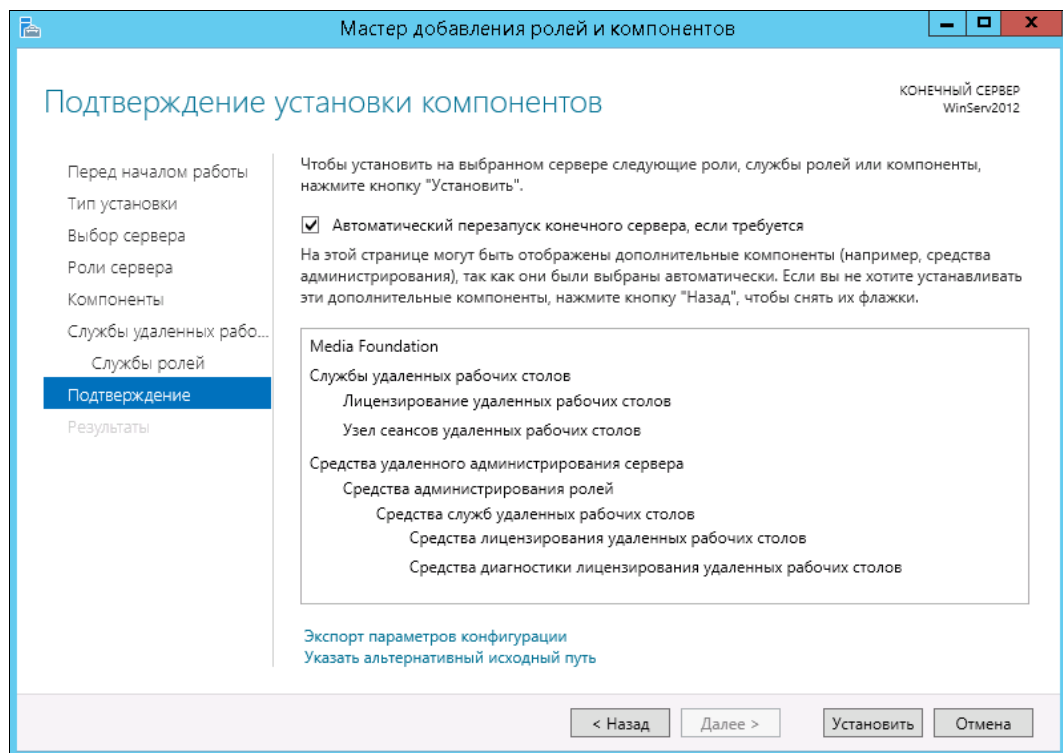 Мастер добавления ролей и компонентов
Подтверждение установки компонентов
КОНЕЧНЫЙ СЕРВЕР
WinServ2012
Перед началом работы
Тип установки
Выбор сервера
Роли сервера
Компоненты
Службы удаленных рабо...
Службы ролей
Подтверждение
Результаты
Чтобы установить на выбранном сервере следующие роли, службы ролей или компоненты,
нажмите кнопку "Установить".
Автоматический перезапуск конечного сервера, если требуется
На этой странице могут быть отображены дополнительные компоненты (например, средства
администрирования), так как они были выбраны автоматически. Если вы не хотите устанавливать
эти дополнительные компоненты, нажмите кнопку "Назад", чтобы снять их флажки.
Media Foundation
Службы удаленных рабочих столов
Лицензирование удаленных рабочих столов
Узел сеансов удаленных рабочих столов
Средства удаленного администрирования сервера
Средства администрирования ролей
Средства служб удаленных рабочих столов
Средства лицензирования удаленных рабочих столов
Средства диагностики лицензирования удаленных рабочих столов
Экспорт параметров конфигурации
Указать альтернативный исходный путь
< Назад
Далее >
Установить
Отмена